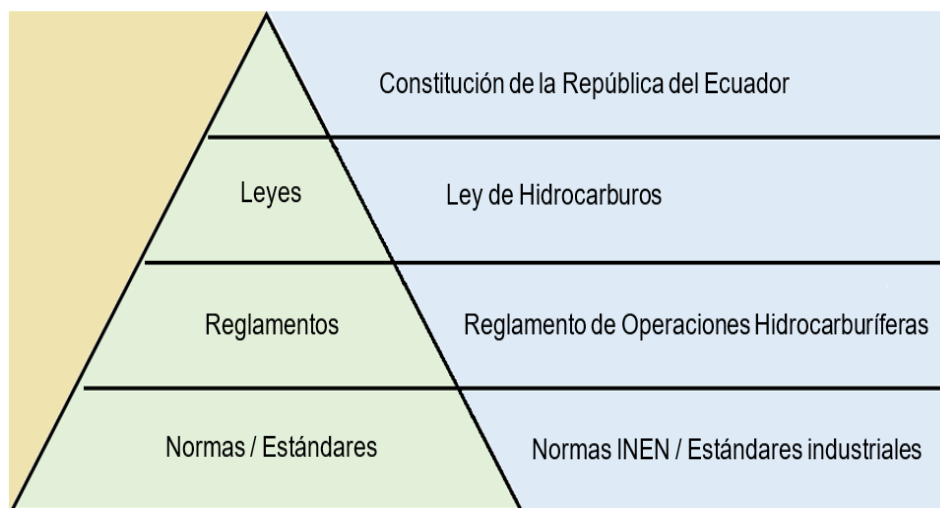 Constitución de la República del Ecuador
Leyes
Ley de Hidrocarburos
Reglamentos
Reglamento de Operaciones Hidrocarburíferas
Normas / Estándares
Normas INEN / Estándares industriales